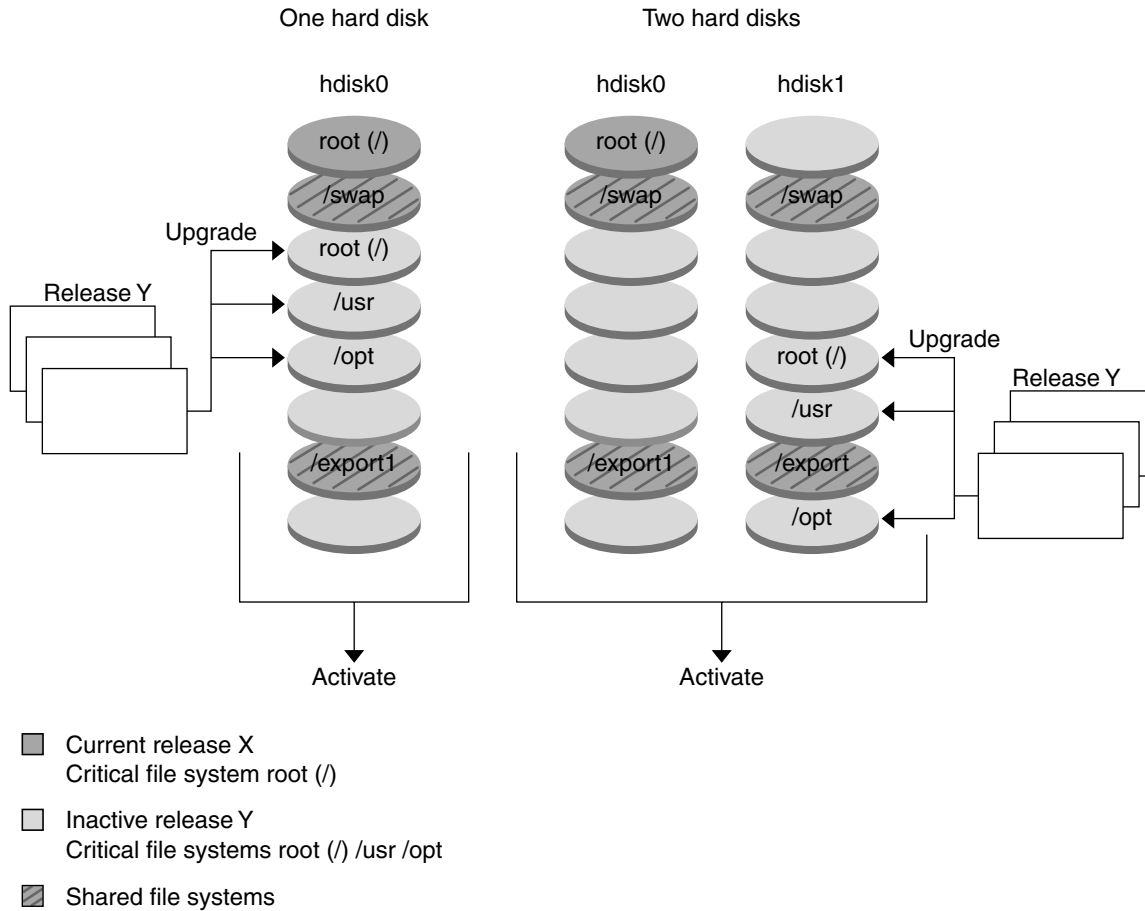 One hard disk
Two hard disks
hdisk0
hdisk0
hdisk1
root (/)
root (/)
/swap
/swap
/swap
Upgrade
root (/)
Release Y
/usr
/opt
root (/)
Upgrade
Release Y
/usr
/export1
/export1
/export
/opt
Activate
Activate
Current release X
Critical file system root (/)
Inactive release Y
Critical file systems root (/) /usr /opt
Shared file systems